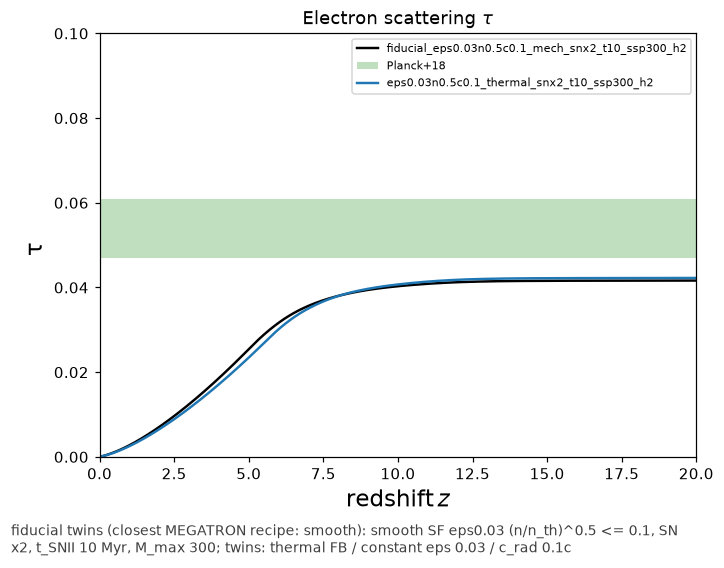 Electron scattering τ
0.10
0.08
0.06
0.04
0.02
0.00
τ
fiducial_eps0.03n0.5c0.1_mech_snx2_t10_ssp300_h2
Planck+18
eps0.03n0.5c0.1_thermal_snx2_t10_ssp300_h2
0.0 2.5 5.0 7.5 10.0 12.5 15.0 17.5 20.0
redshift z
fiducial twins (closest MEGATRON recipe: smooth): smooth SF eps0.03 (n/n_th)^0.5 <= 0.1, SN
x2, t_SNII 10 Myr, M_max 300; twins: thermal FB / constant eps 0.03 / c_rad 0.1c